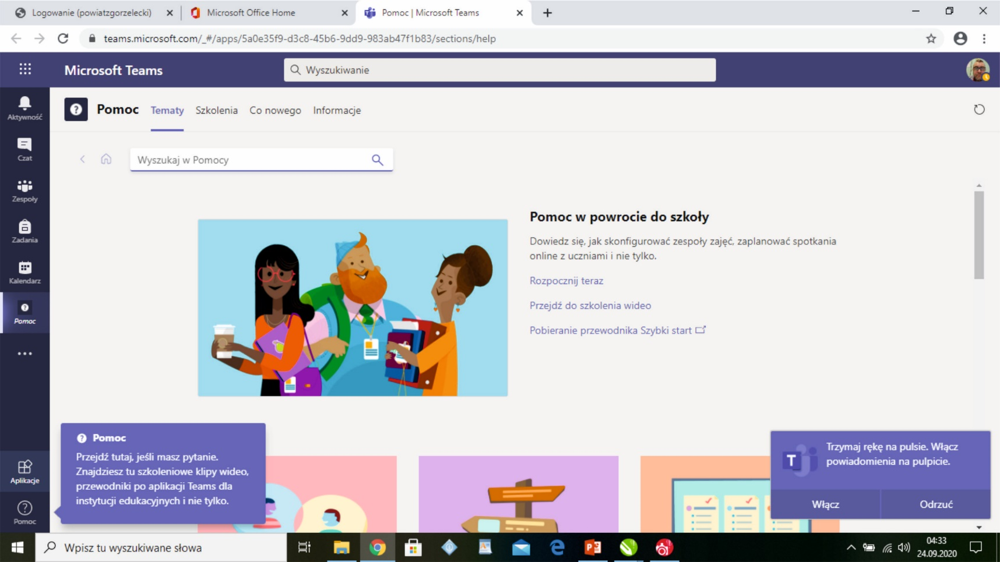 Logowanie (powiatzgorzelecki)
Microsoft Office Home
Pomoc | Microsoft Teams
teams.microsoft.com/_#/apps/5a0e35f9-d3c8-45b6-9dd9-983ab47f1b83/sections/help
Microsoft Teams
Wyszukiwanie
Aktywność
Czat
Zespoły
Zadania
Kalendarz
Pomoc
Aplikacje
Pomoc
Pomoc Tematy Szkolenia Co nowego Informacje
Wyszukaj w Pomocy
Pomoc w powrocie do szkoły
Dowiedz się, jak skonfigurować zespoły zajęć, zaplanować spotkania
online z uczniami i nie tylko.
Rozpocznij teraz
Przejdź do szkolenia wideo
Pobieranie przewodnika Szybki start
Pomoc
Przejdź tutaj, jeśli masz pytanie.
Znajdziesz tu szkoleniowe klipy wideo,
przewodniki po aplikacji Teams dla
instytucji edukacyjnych i nie tylko.
T
Trzymaj rękę na pulsie. Włącz
powiadomienia na pulpicie.
Włącz
Odrzuć
Wpisz tu wyszukiwane słowa
04:33
24.09.2020